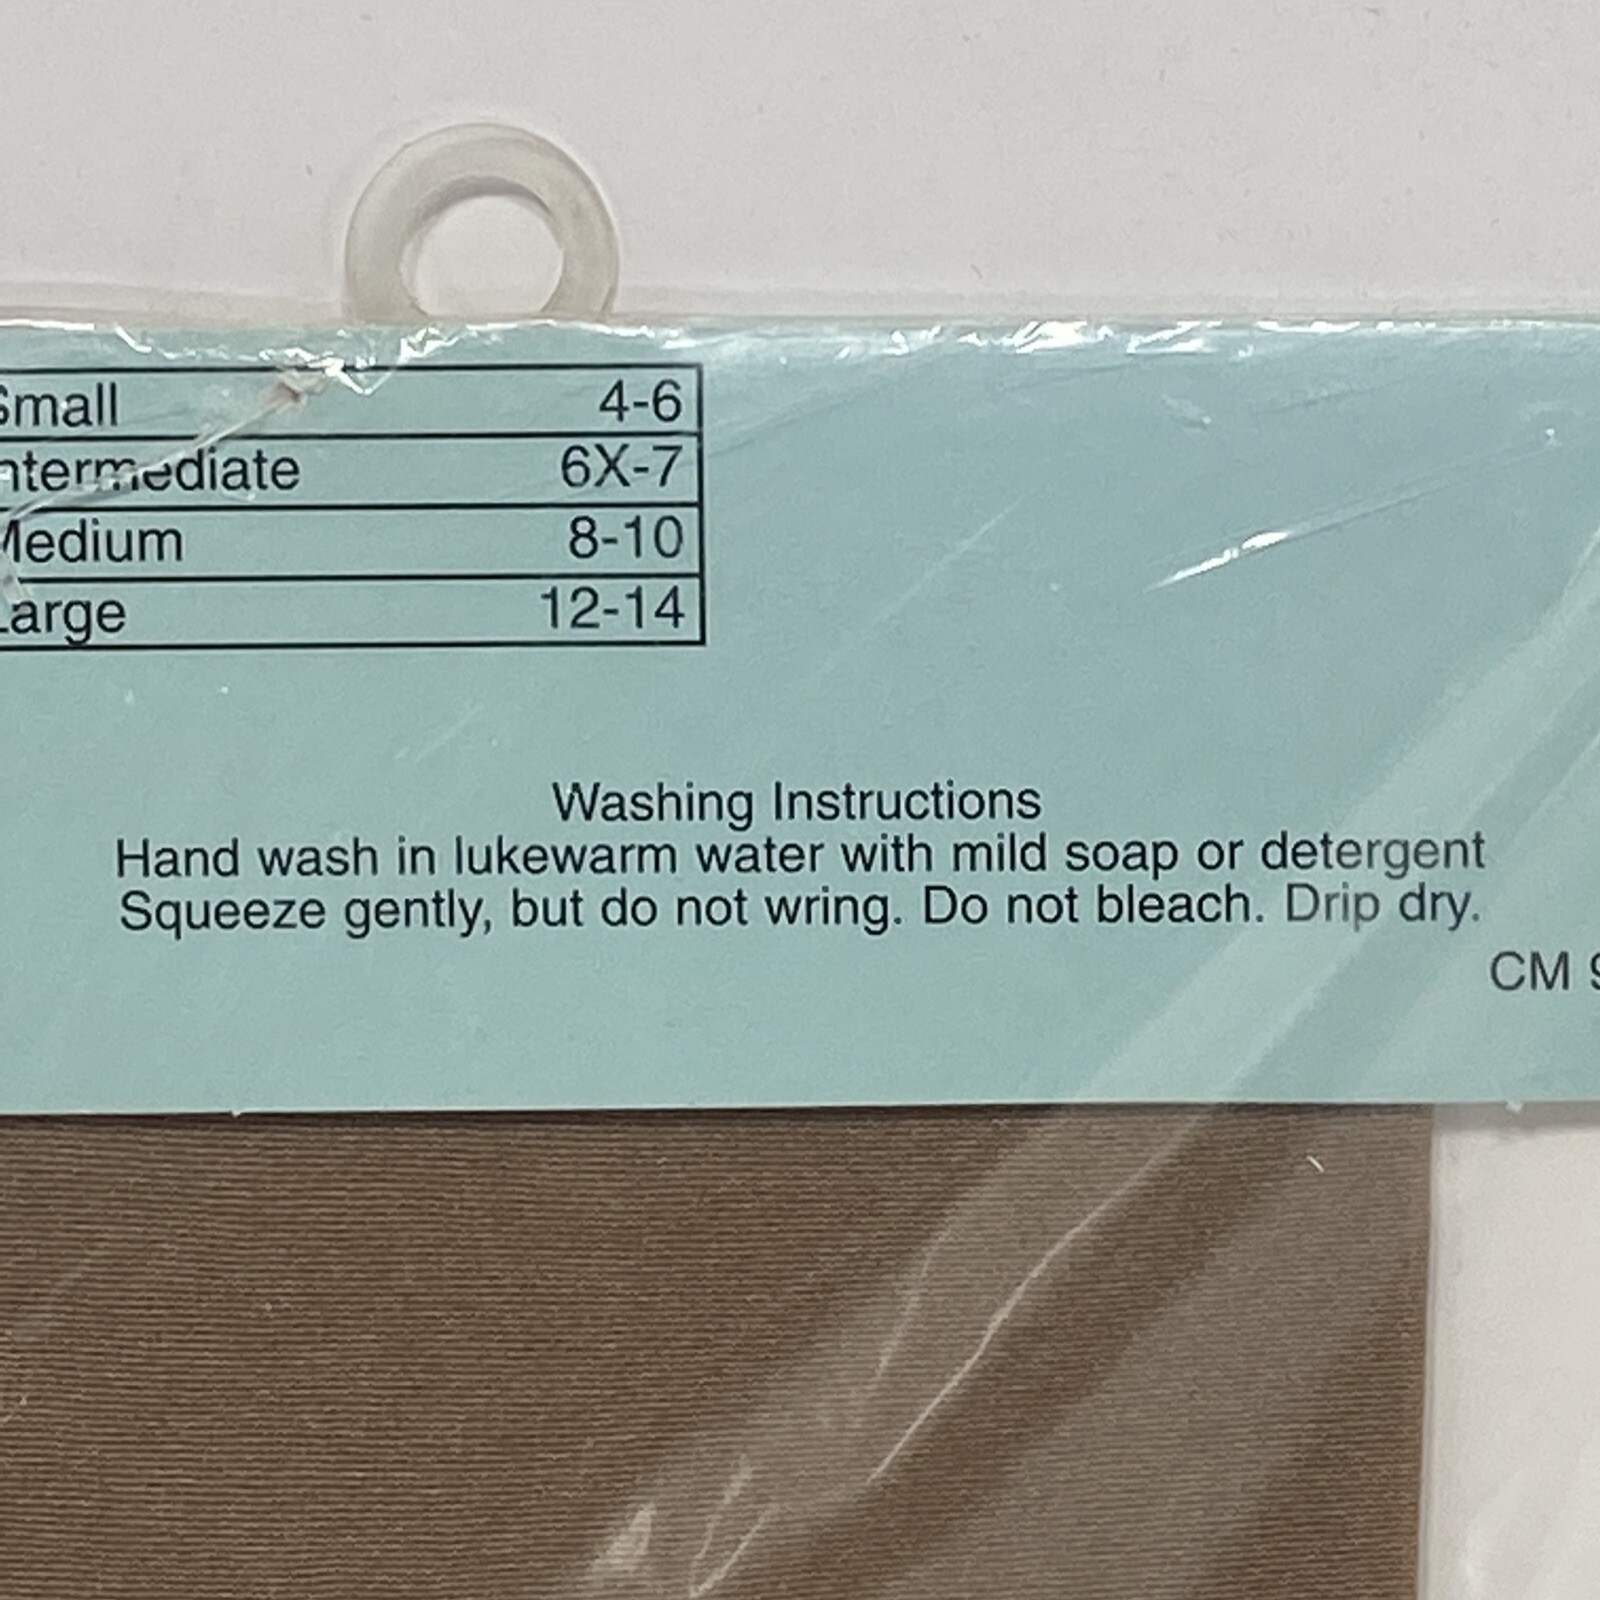 Small 4-6
Intermediate 6X-7
Medium 8-10
Large 12-14
Washing Instructions
Hand wash in lukewarm water with mild soap or detergent
Squeeze gently, but do not wring. Do not bleach. Drip dry.
CM 9